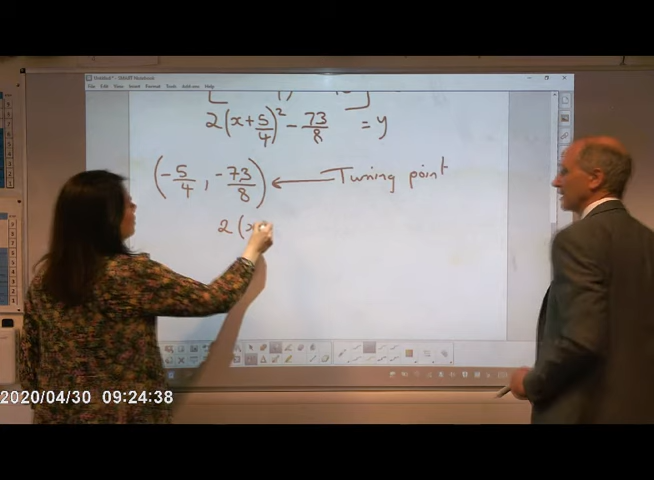 2(x+5/4)² - 73/8 = y
(-5/4, -73/8) ← Turning point
2(x
2020/04/30 09:24:38